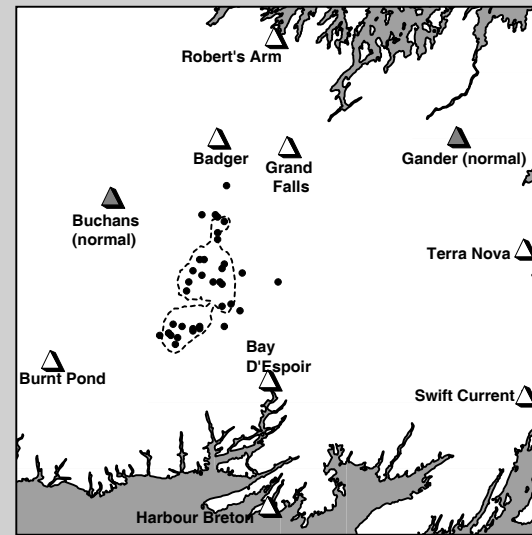 Robert's Arm
Badger
Grand
Falls
Gander (normal)
Buchans
(normal)
Terra Nova
Bay
D'Espoir
Burnt Pond
Swift Current
Harbour Breton